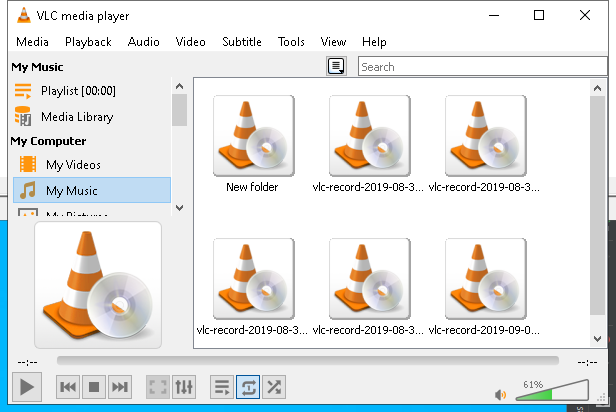 VLC media player
Media Playback Audio Video Subtitle Tools View Help
My Music
Search
Playlist [00:00]
Media Library
My Computer
My Videos
My Music
My Pictures
New folder vlc-record-2019-08-3... vlc-record-2019-08-3...
vlc-record-2019-08-3... vlc-record-2019-08-3... vlc-record-2019-09-0...
--:-- --:--
61%